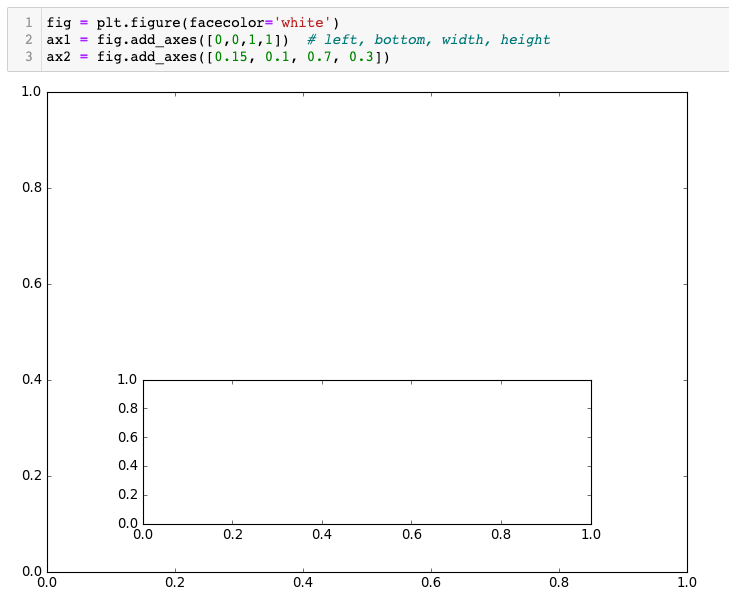 1 fig = plt.figure(facecolor='white')
2 ax1 = fig.add_axes([0,0,1,1])  # left, bottom, width, height
3 ax2 = fig.add_axes([0.15, 0.1, 0.7, 0.3])
1.0
0.8
0.6
0.4
0.2
0.0
1.0
0.8
0.6
0.4
0.2
0.0
0.0 0.2 0.4 0.6 0.8 1.0
0.0 0.2 0.4 0.6 0.8 1.0